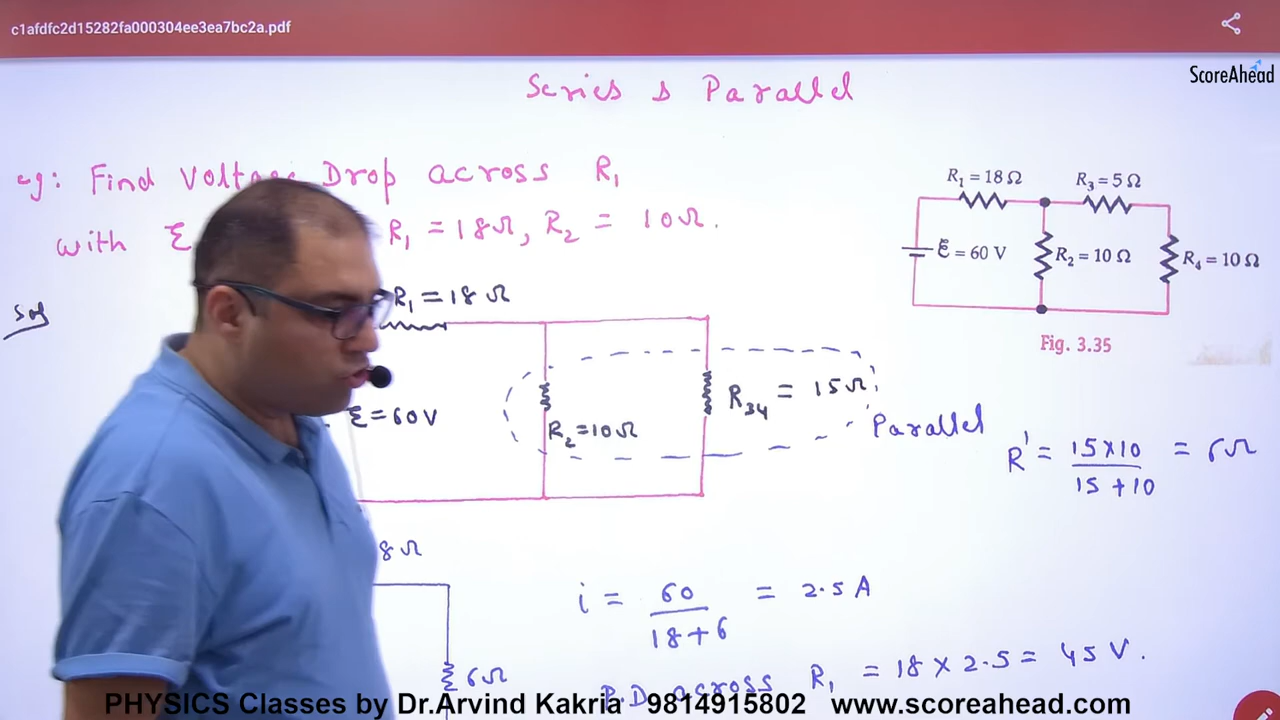 c1afdfc2d15282fa000304ee3ea7bc2a.pdf
ScoreAhead
Series s Parallel
eg: Find Voltage Drop across R₁
with ξ R₁ = 18Ω, R₂ = 10Ω.
Sol
R₁ = 18 Ω
ξ = 60 V
R₂ = 10Ω
R₃₄ = 15Ω
Parallel
R' = 15×10 / 15 + 10 = 6Ω
R₁ = 18 Ω
R₃ = 5 Ω
ℰ = 60 V
R₂ = 10 Ω
R₄ = 10 Ω
Fig. 3.35
8 Ω
6Ω
i = 60 / 18 + 6 = 2.5 A
P.D. across R₁ = 18 × 2.5 = 45 V.
PHYSICS Classes by Dr.Arvind Kakria 9814915802 www.scoreahead.com